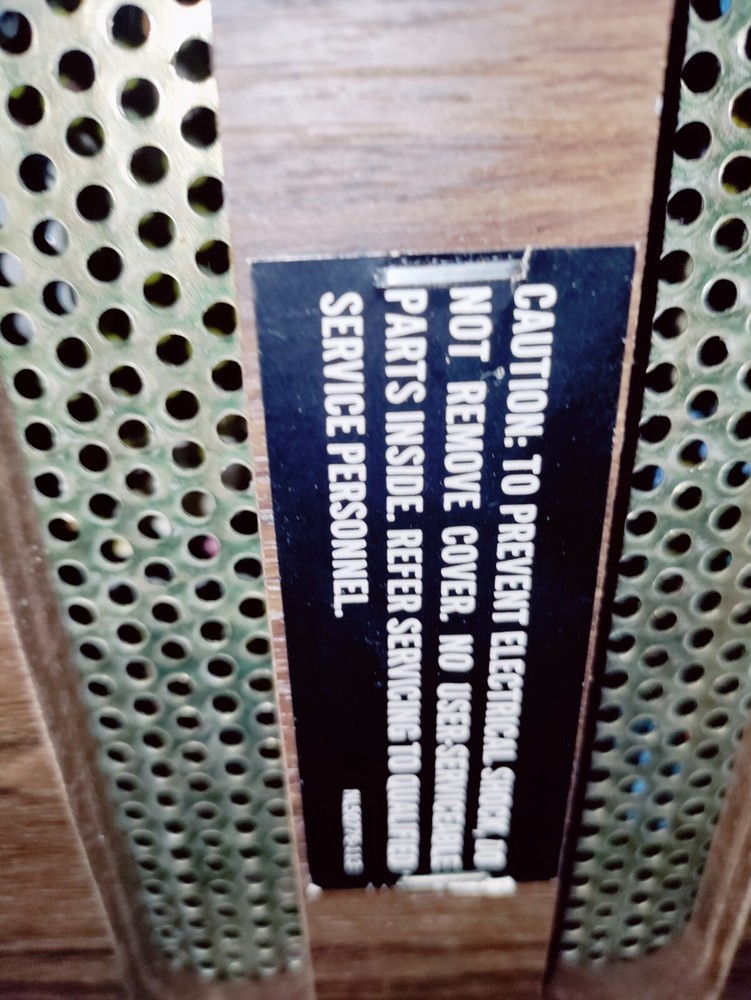 CAUTION: TO PREVENT ELECTRICAL SHOCK, DO
NOT REMOVE COVER. NO USER-SERVICEABLE
PARTS INSIDE. REFER SERVICING TO QUALIFIED
SERVICE PERSONNEL.